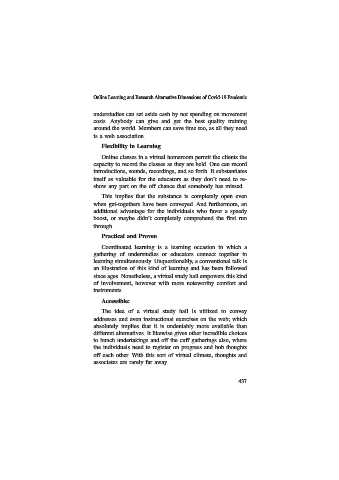 Online Learning and Research Alternative Dimensions of Covid-19 Pandemic
understudies can set aside cash by not spending on movement
costs. Anybody can give and get the best quality training
around the world. Members can save time too, as all they need
is a web association.
Flexibility in Learning
Online classes in a virtual homeroom permit the clients the
capacity to record the classes as they are held. One can record
introductions, sounds, recordings, and so forth. It substantiates
itself as valuable for the educators as they don't need to re-
show any part on the off chance that somebody has missed.
This implies that the substance is completely open even
when get-togethers have been conveyed. And furthermore, an
additional advantage for the individuals who favor a speedy
boost, or maybe didn't completely comprehend the first run
through.
Practical and Proven
Coordinated learning is a learning occasion in which a
gathering of understudies or educators connect together in
learning simultaneously. Unquestionably, a conventional talk is
an illustration of this kind of learning and has been followed
since ages. Nonetheless, a virtual study hall empowers this kind
of involvement, however with more noteworthy comfort and
instruments.
Accessible:
The idea of a virtual study hall is utilized to convey
addresses and even instructional exercises on the web; which
absolutely implies that it is undeniably more available than
different alternatives. It likewise gives other incredible choices
to bunch undertakings and off the cuff gatherings also, where
the individuals need to register on progress and bob thoughts
off each other. With this sort of virtual climate, thoughts and
associates are rarely far away.
437